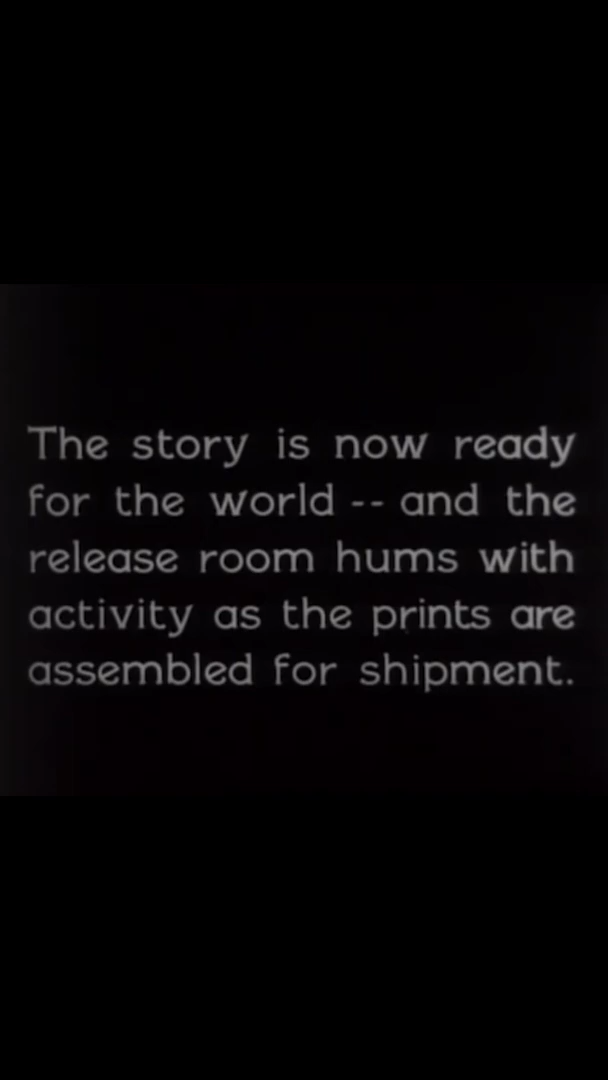 The story is now ready
for the world -- and the
release room hums with
activity as the prints are
assembled for shipment.